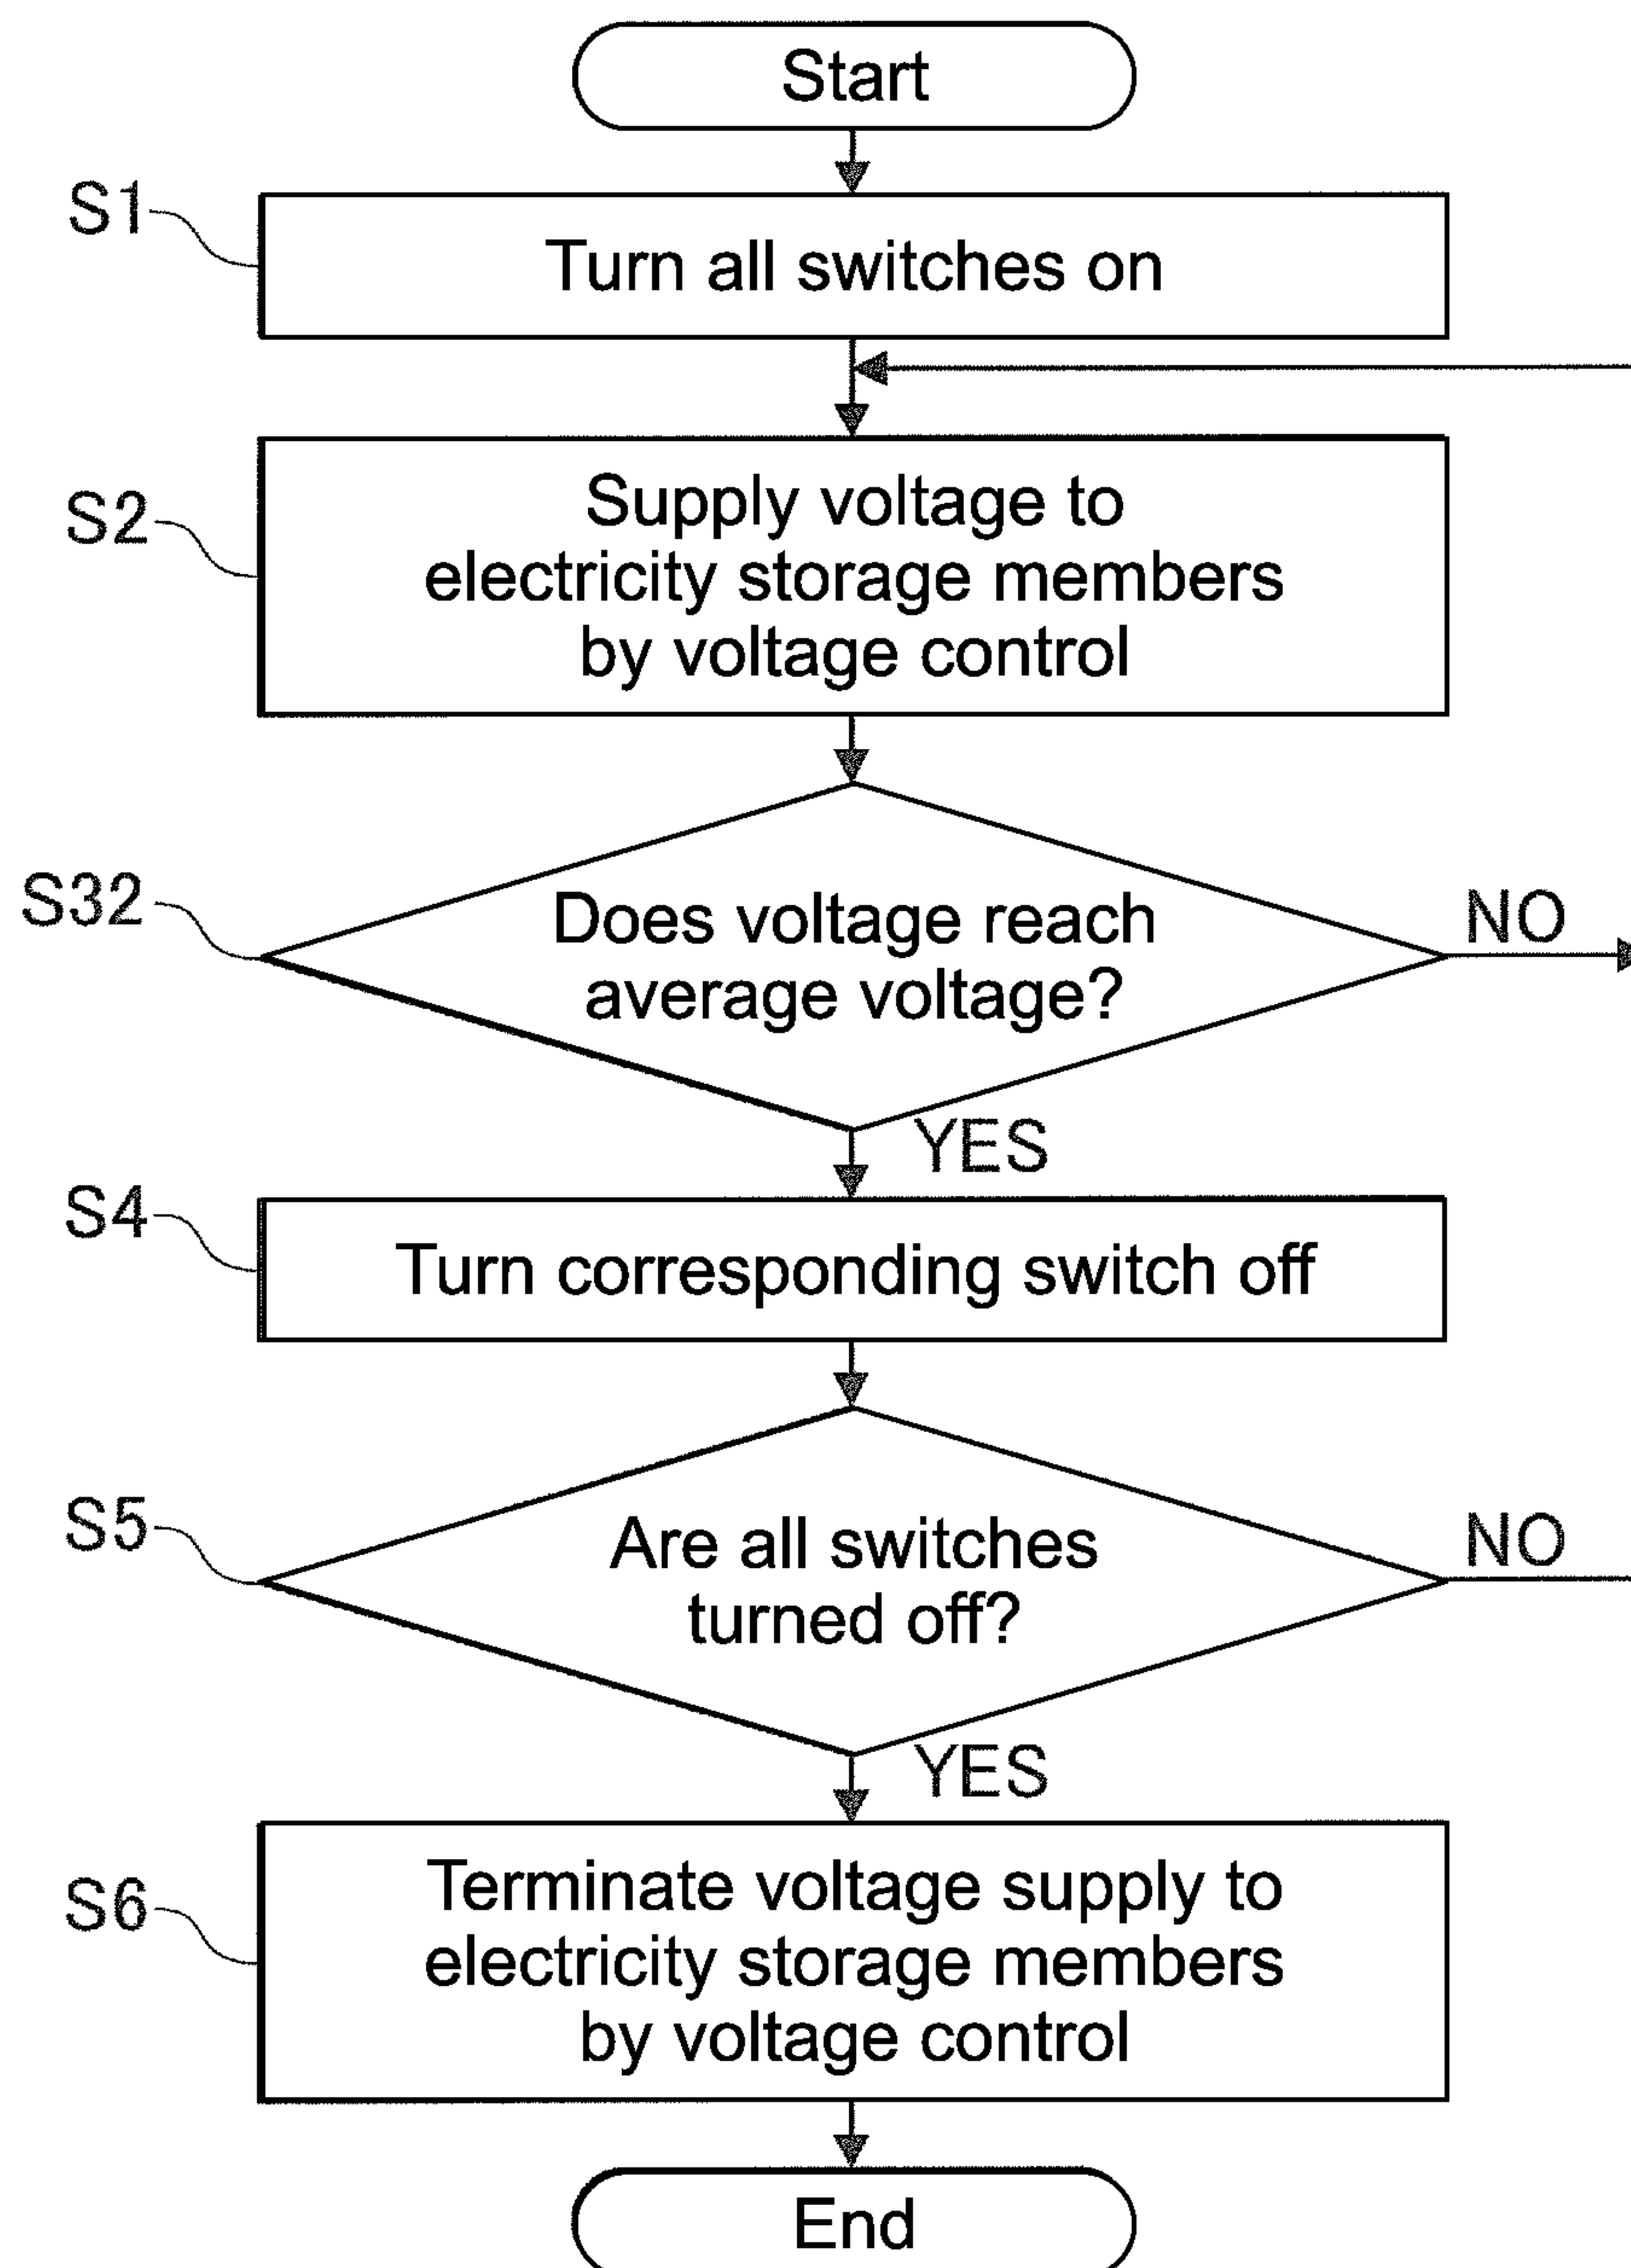 Start
S1
Turn all switches on
S2
Supply voltage to
electricity storage members
by voltage control
S32
Does voltage reach
average voltage?
NO
YES
S4
Turn corresponding switch off
S5
Are all switches
turned off?
NO
YES
S6
Terminate voltage supply to
electricity storage members
by voltage control
End